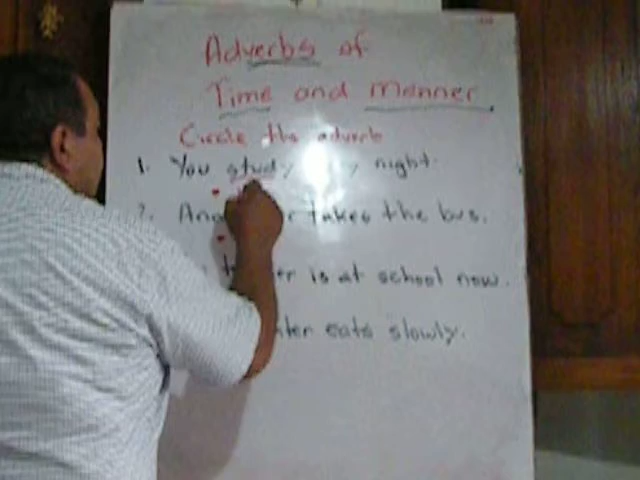 Adverbs of
Time and Manner.
Circle the adverb
1. You study night.
2. takes the bus.
is at school now.
eats slowly.